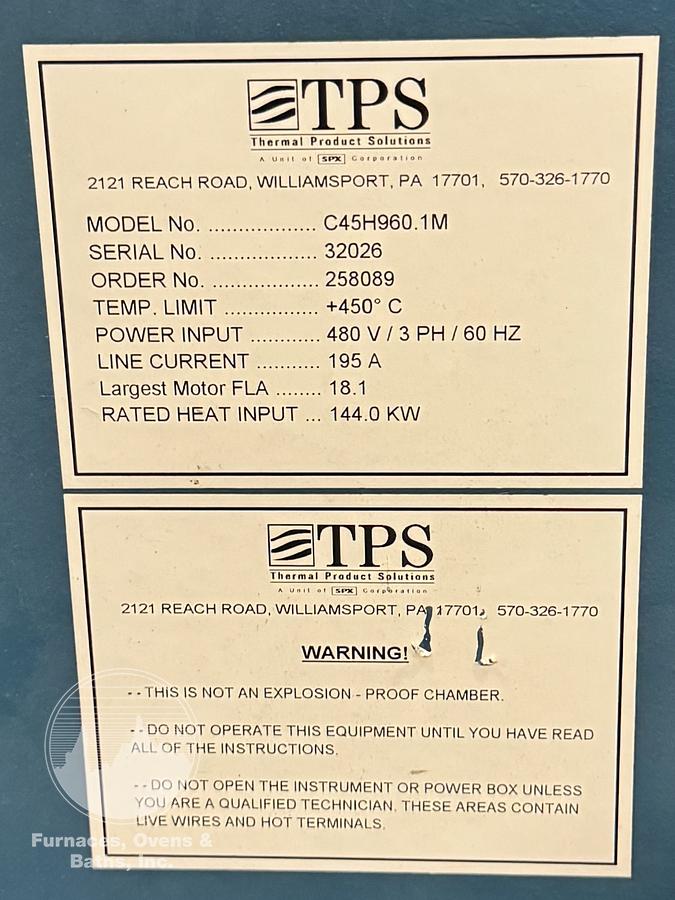 TPS
Thermal Product Solutions
A Unit of SPX Corporation
2121 REACH ROAD, WILLIAMSPORT, PA 17701, 570-326-1770
MODEL No. ................... C45H960.1M
SERIAL No. ................... 32026
ORDER No. ................... 258089
TEMP. LIMIT ................ +450° C
POWER INPUT ............ 480 V / 3 PH / 60 HZ
LINE CURRENT ........... 195 A
Largest Motor FLA ........ 18.1
RATED HEAT INPUT ... 144.0 KW
TPS
Thermal Product Solutions
A Unit of SPX Corporation
2121 REACH ROAD, WILLIAMSPORT, PA 17701, 570-326-1770
WARNING!
-- THIS IS NOT AN EXPLOSION - PROOF CHAMBER.
-- DO NOT OPERATE THIS EQUIPMENT UNTIL YOU HAVE READ
ALL OF THE INSTRUCTIONS.
-- DO NOT OPEN THE INSTRUMENT OR POWER BOX UNLESS
YOU ARE A QUALIFIED TECHNICIAN. THESE AREAS CONTAIN
LIVE WIRES AND HOT TERMINALS.
Furnaces, Ovens &
Baths, Inc.